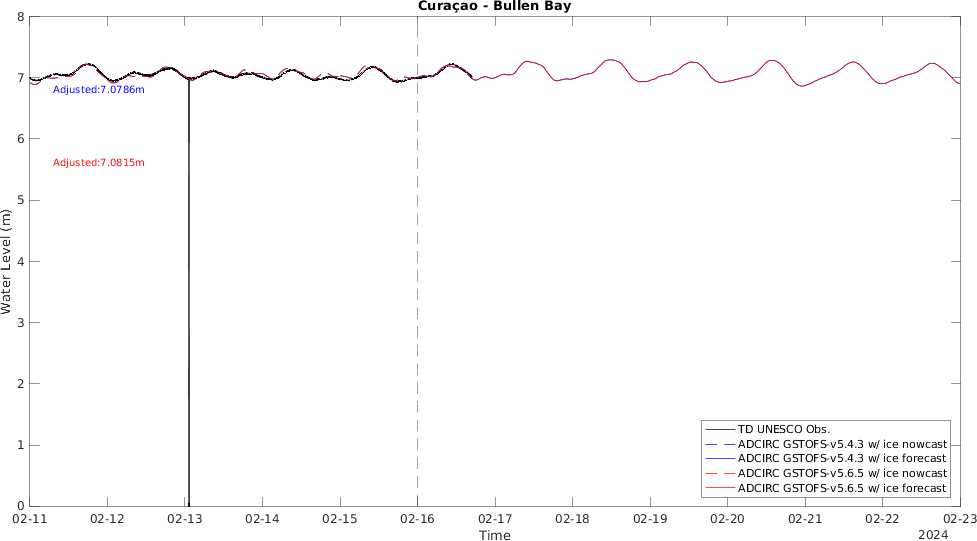 Curaçao - Bullen Bay
8
7
6
5
4
3
2
1
0
Water Level (m)
Adjusted:7.0786m
Adjusted:7.0815m
TD UNESCO Obs.
ADCIRC GSTOFS-v5.4.3 w/ ice nowcast
ADCIRC GSTOFS-v5.4.3 w/ ice forecast
ADCIRC GSTOFS-v5.6.5 w/ ice nowcast
ADCIRC GSTOFS-v5.6.5 w/ ice forecast
02-11 02-12 02-13 02-14 02-15 02-16 02-17 02-18 02-19 02-20 02-21 02-22 02-23
Time
2024